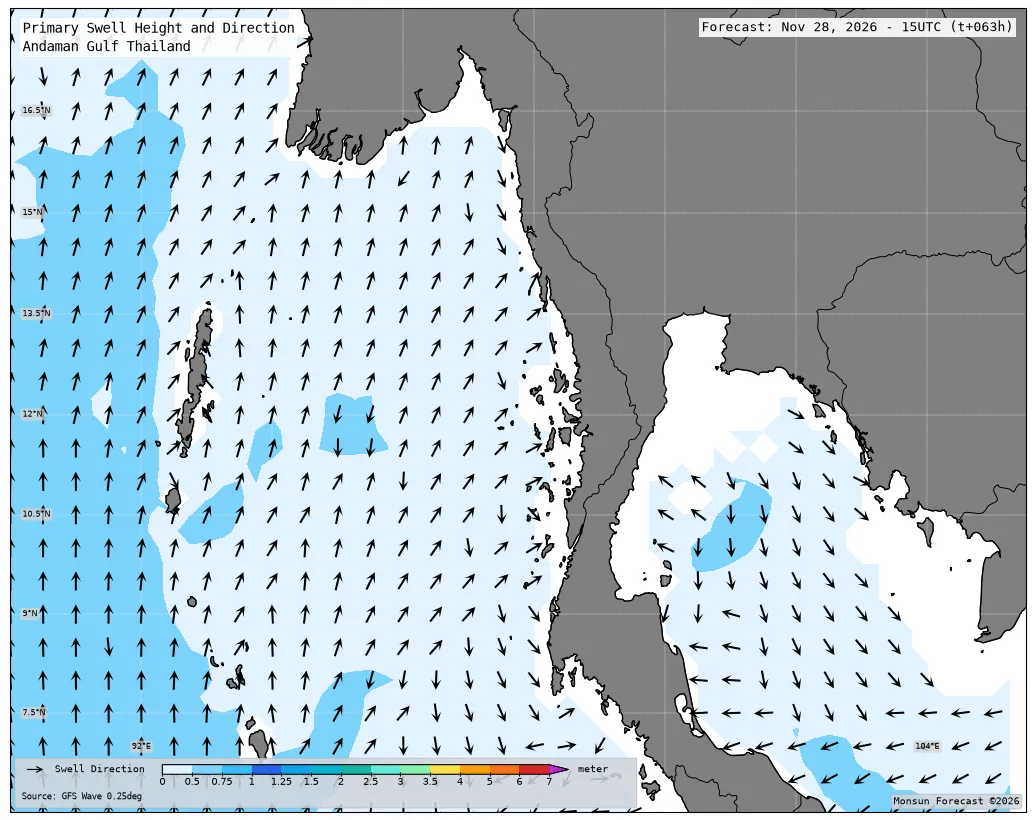 Primary Swell Height and Direction
Andaman Gulf Thailand
Forecast: Nov 28, 2026 - 15UTC (t+063h)
16.5°N
15°N
13.5°N
12°N
10.5°N
9°N
7.5°N
92°E
104°E
Swell Direction
meter
0 0.5 0.75 1 1.25 1.5 2 2.5 3 3.5 4 5 6 7
Source: GFS Wave 0.25deg
Monsun Forecast ©2026